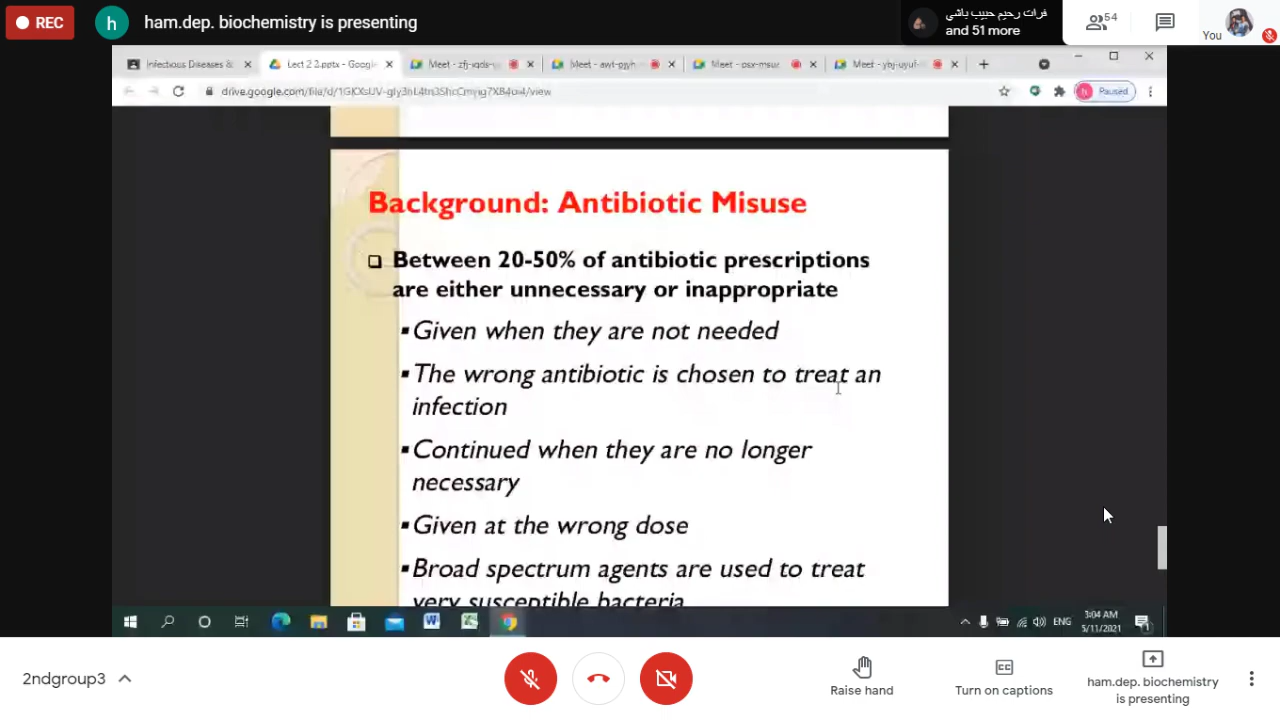 REC
h
ham.dep. biochemistry is presenting
فرات رحيم حبيب باشي
and 51 more
54
You
Infectious Diseases &
Lect 2 2.pptx - Google
Meet -
Meet -
Meet -
Meet -
Paused
Background: Antibiotic Misuse
Between 20-50% of antibiotic prescriptions
are either unnecessary or inappropriate
Given when they are not needed
The wrong antibiotic is chosen to treat an
infection
Continued when they are no longer
necessary
Given at the wrong dose
Broad spectrum agents are used to treat
very susceptible bacteria
ENG
3:04 AM
5/11/2021
2ndgroup3
Raise hand
Turn on captions
ham.dep. biochemistry
is presenting